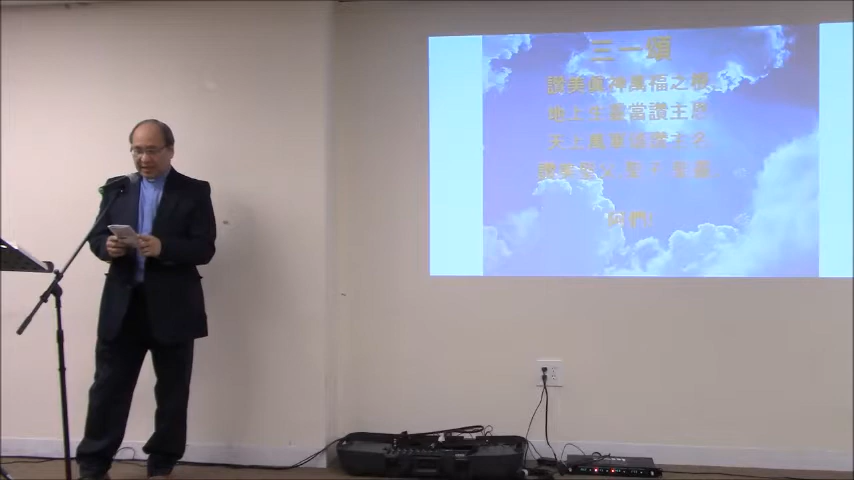 三一頌
讚美真神萬福之根
地上生靈當讚主恩
天上萬軍頌讚主名
讚美聖父聖子聖靈
阿們!